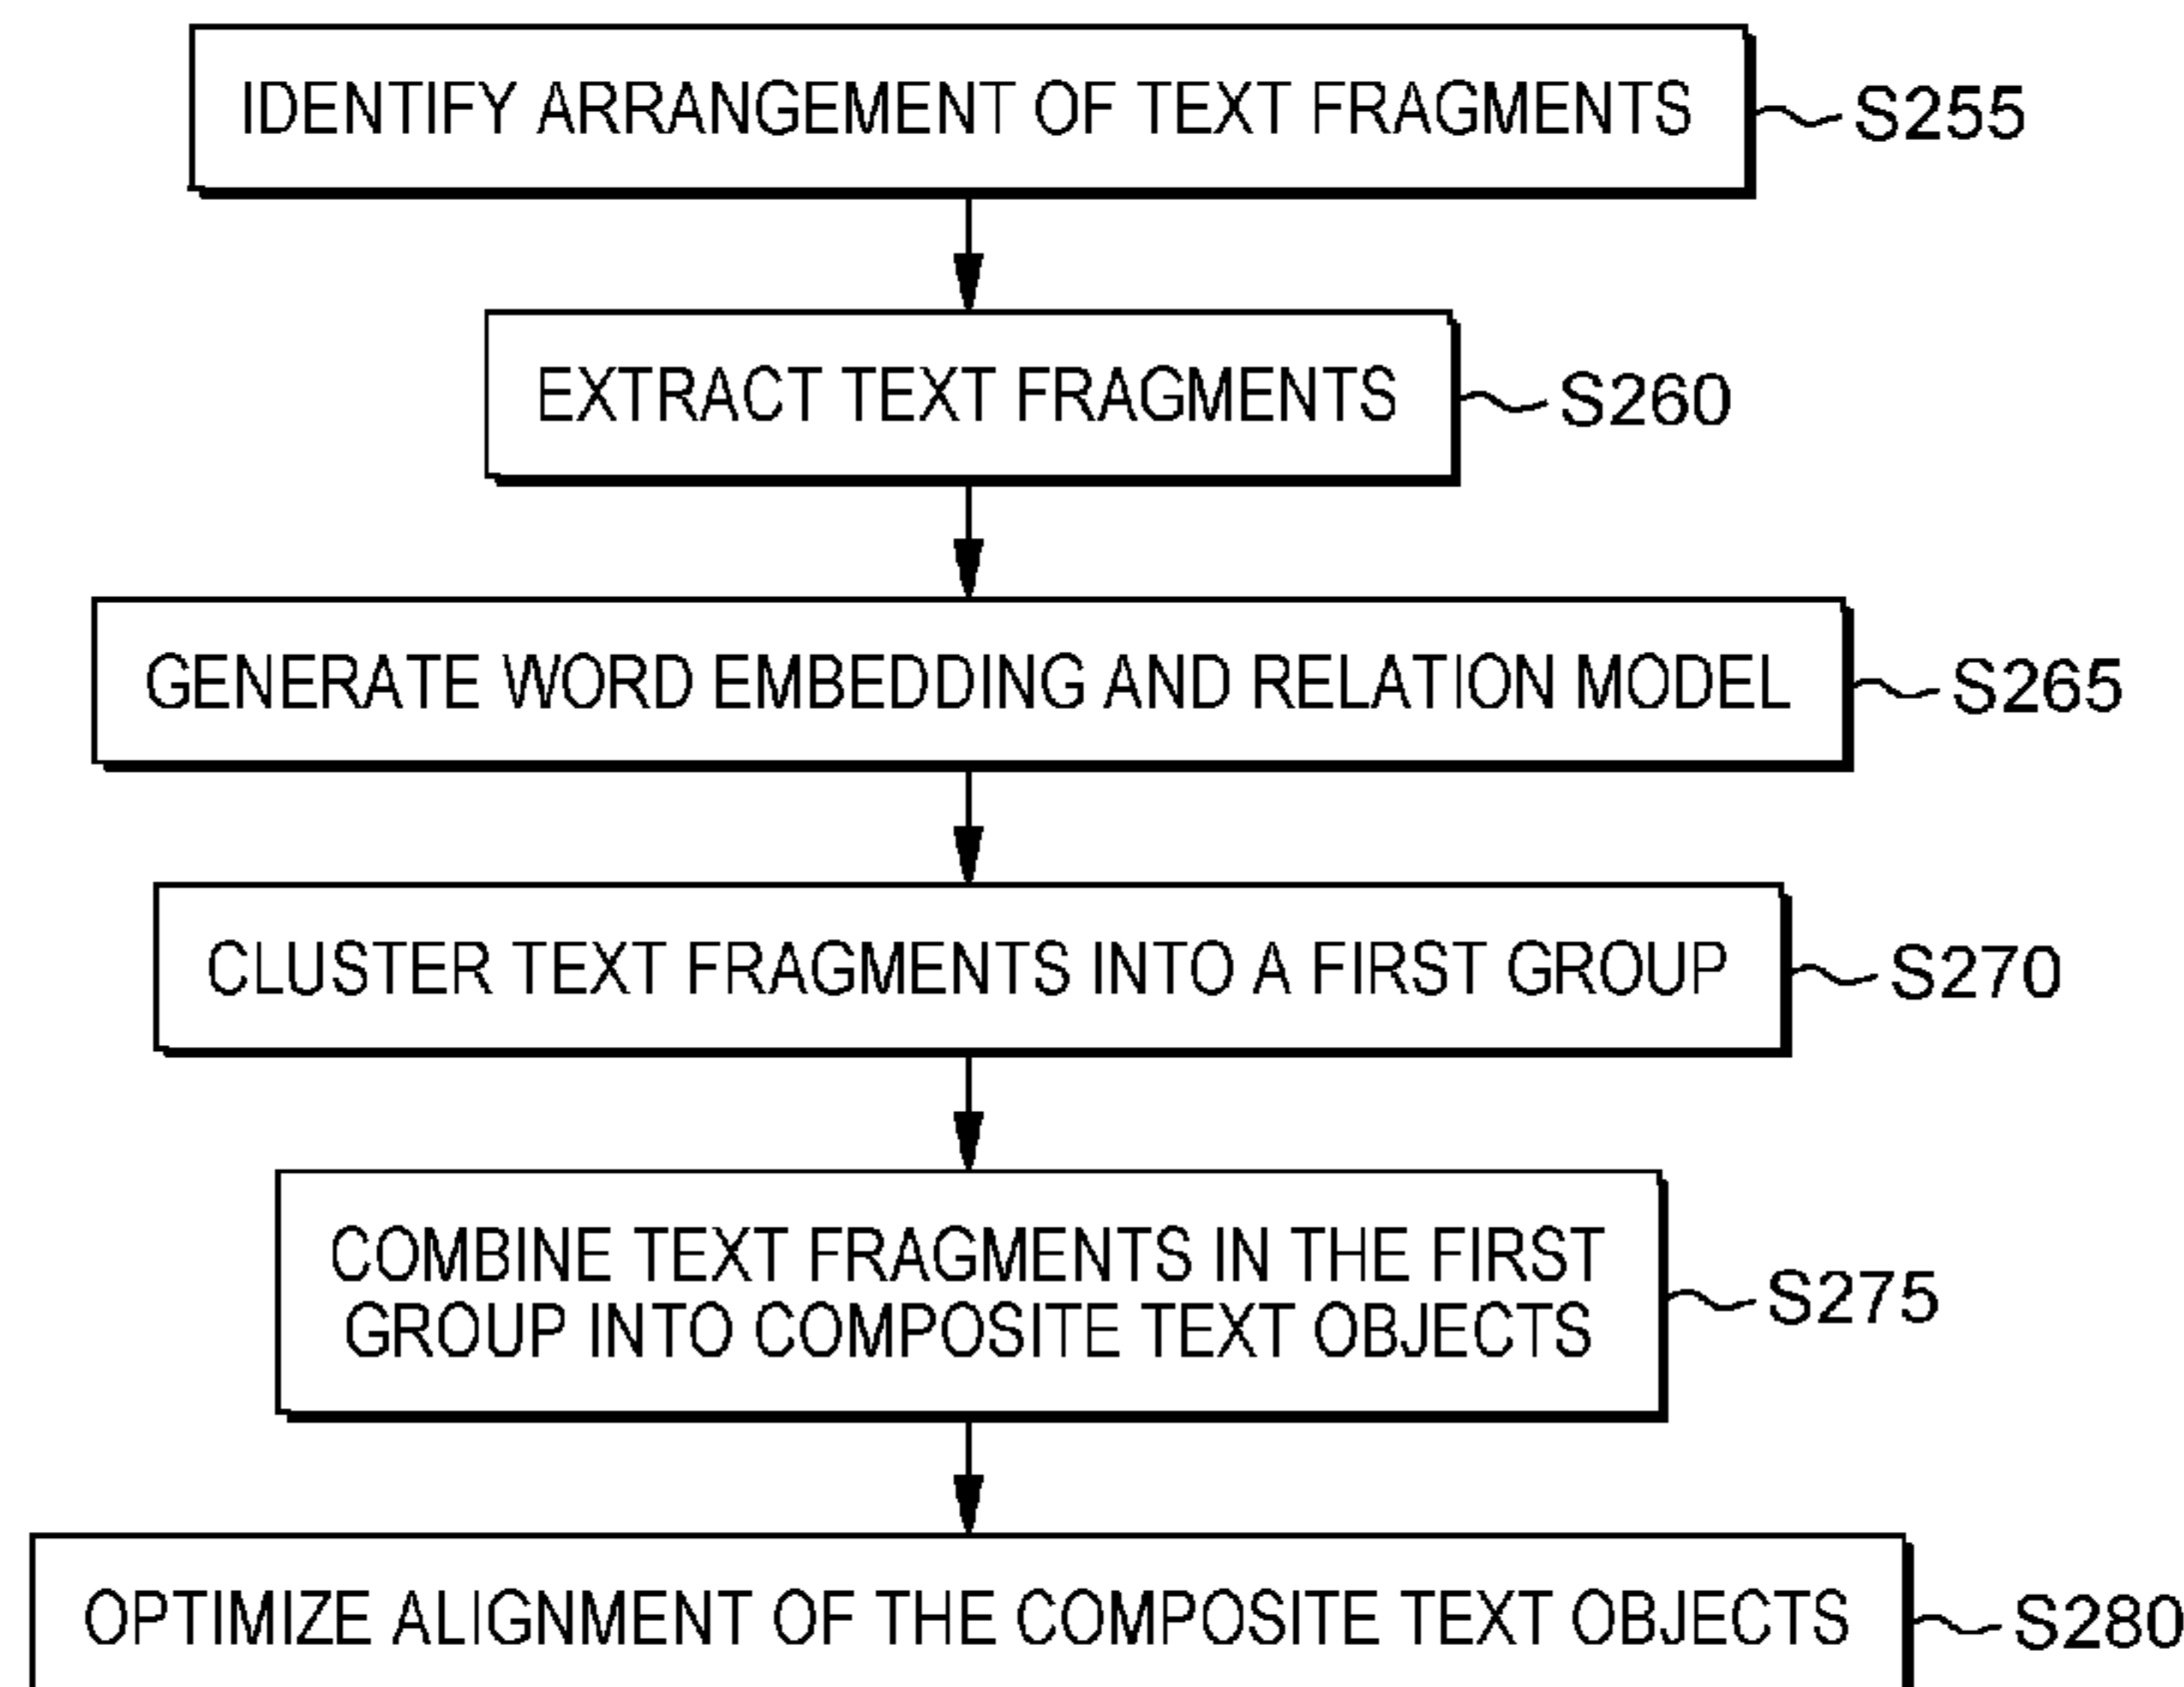 IDENTIFY ARRANGEMENT OF TEXT FRAGMENTS
S255
EXTRACT TEXT FRAGMENTS
S260
GENERATE WORD EMBEDDING AND RELATION MODEL
S265
CLUSTER TEXT FRAGMENTS INTO A FIRST GROUP
S270
COMBINE TEXT FRAGMENTS IN THE FIRST
GROUP INTO COMPOSITE TEXT OBJECTS
S275
OPTIMIZE ALIGNMENT OF THE COMPOSITE TEXT OBJECTS
S280